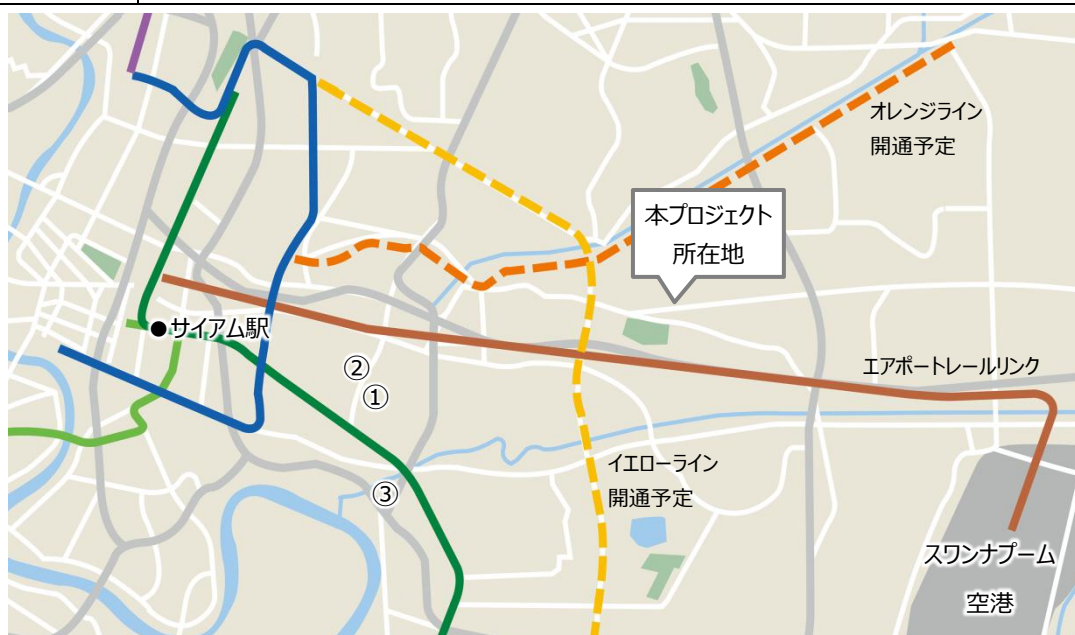 オレンジライン
開通予定
本プロジェクト
所在地
サイアム駅
エアポートレールリンク
②
①
イエローライン
開通予定
③
スワンナプーム
空港